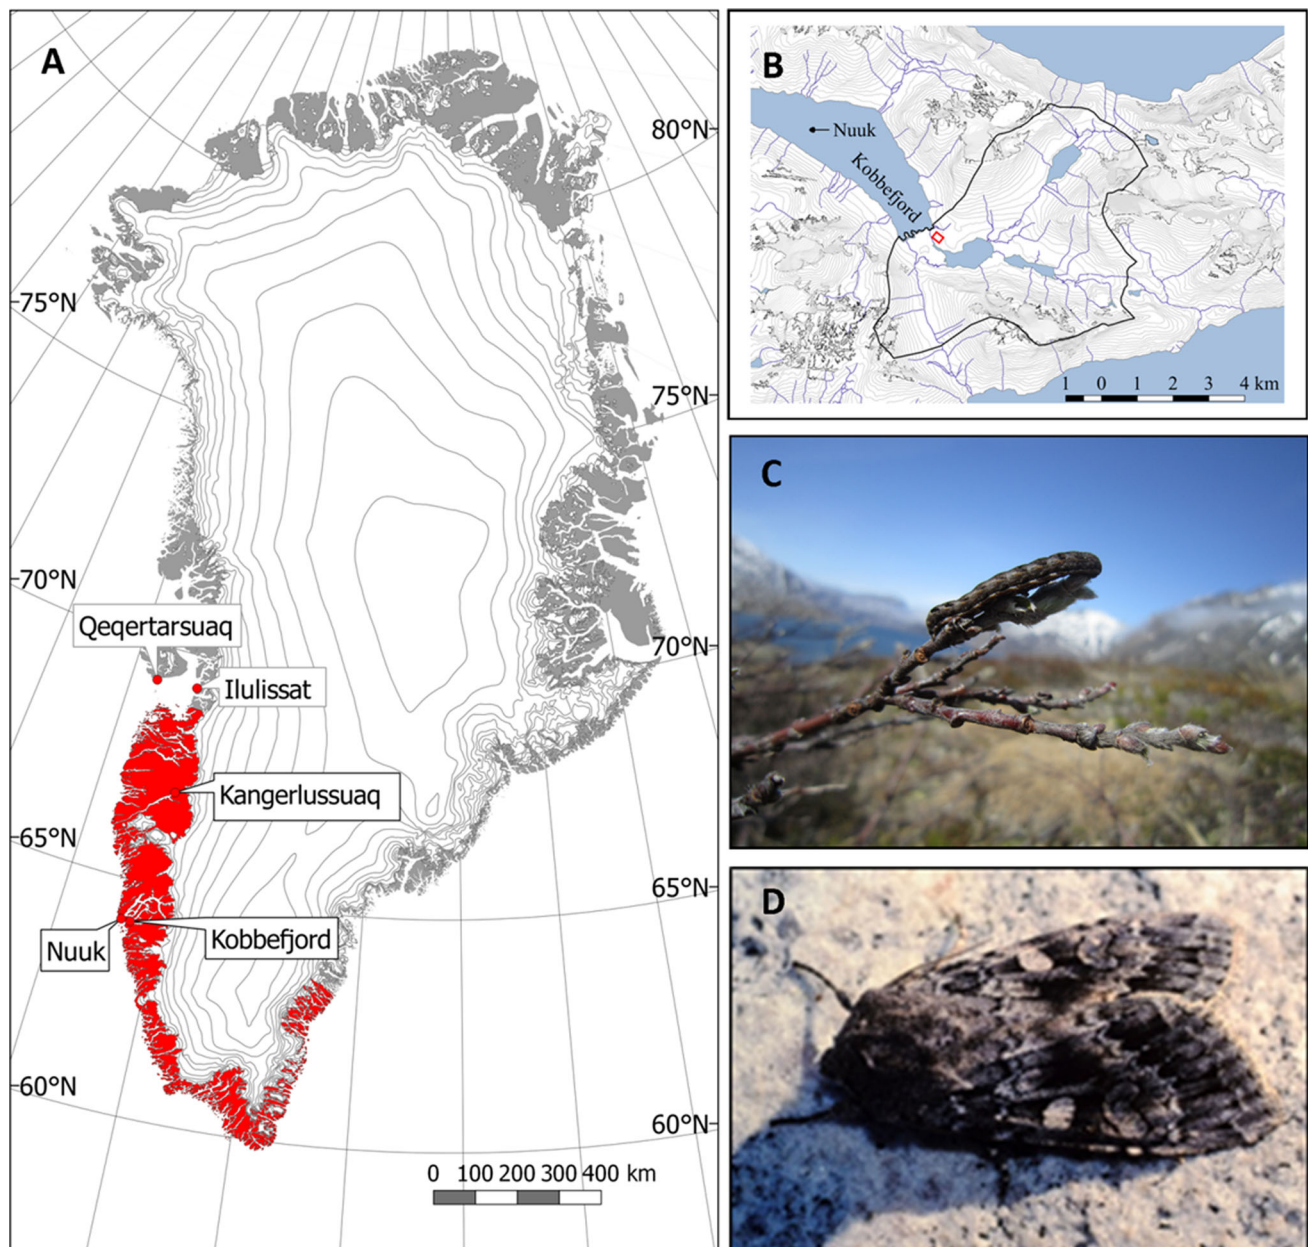 A
80°N
75°N
75°N
70°N
Qeqertarsuaq
70°N
Ilulissat
Kangerlussuaq
65°N
65°N
Nuuk
Kobbefjord
60°N
60°N
0 100 200 300 400 km
B
Nuuk
Kobbefjord
1 0 1 2 3 4 km
C
D